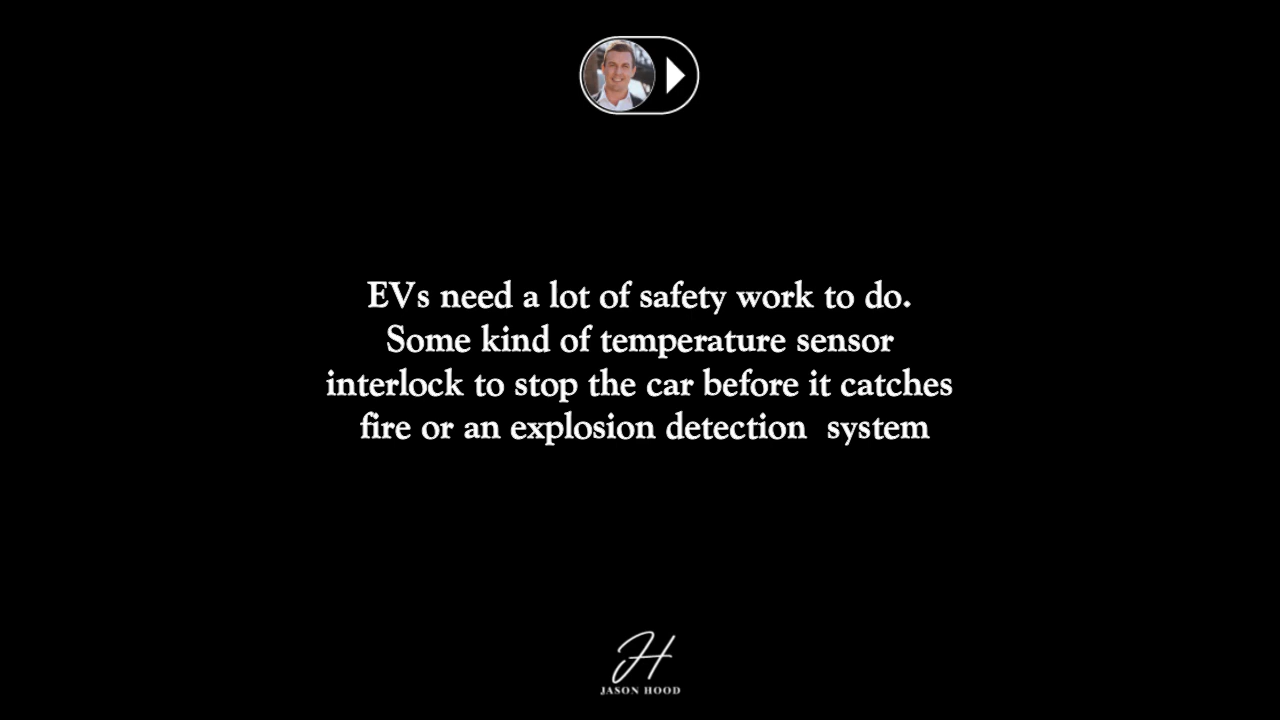 EVs need a lot of safety work to do.
Some kind of temperature sensor
interlock to stop the car before it catches
fire or an explosion detection  system
JH
JASON HOOD